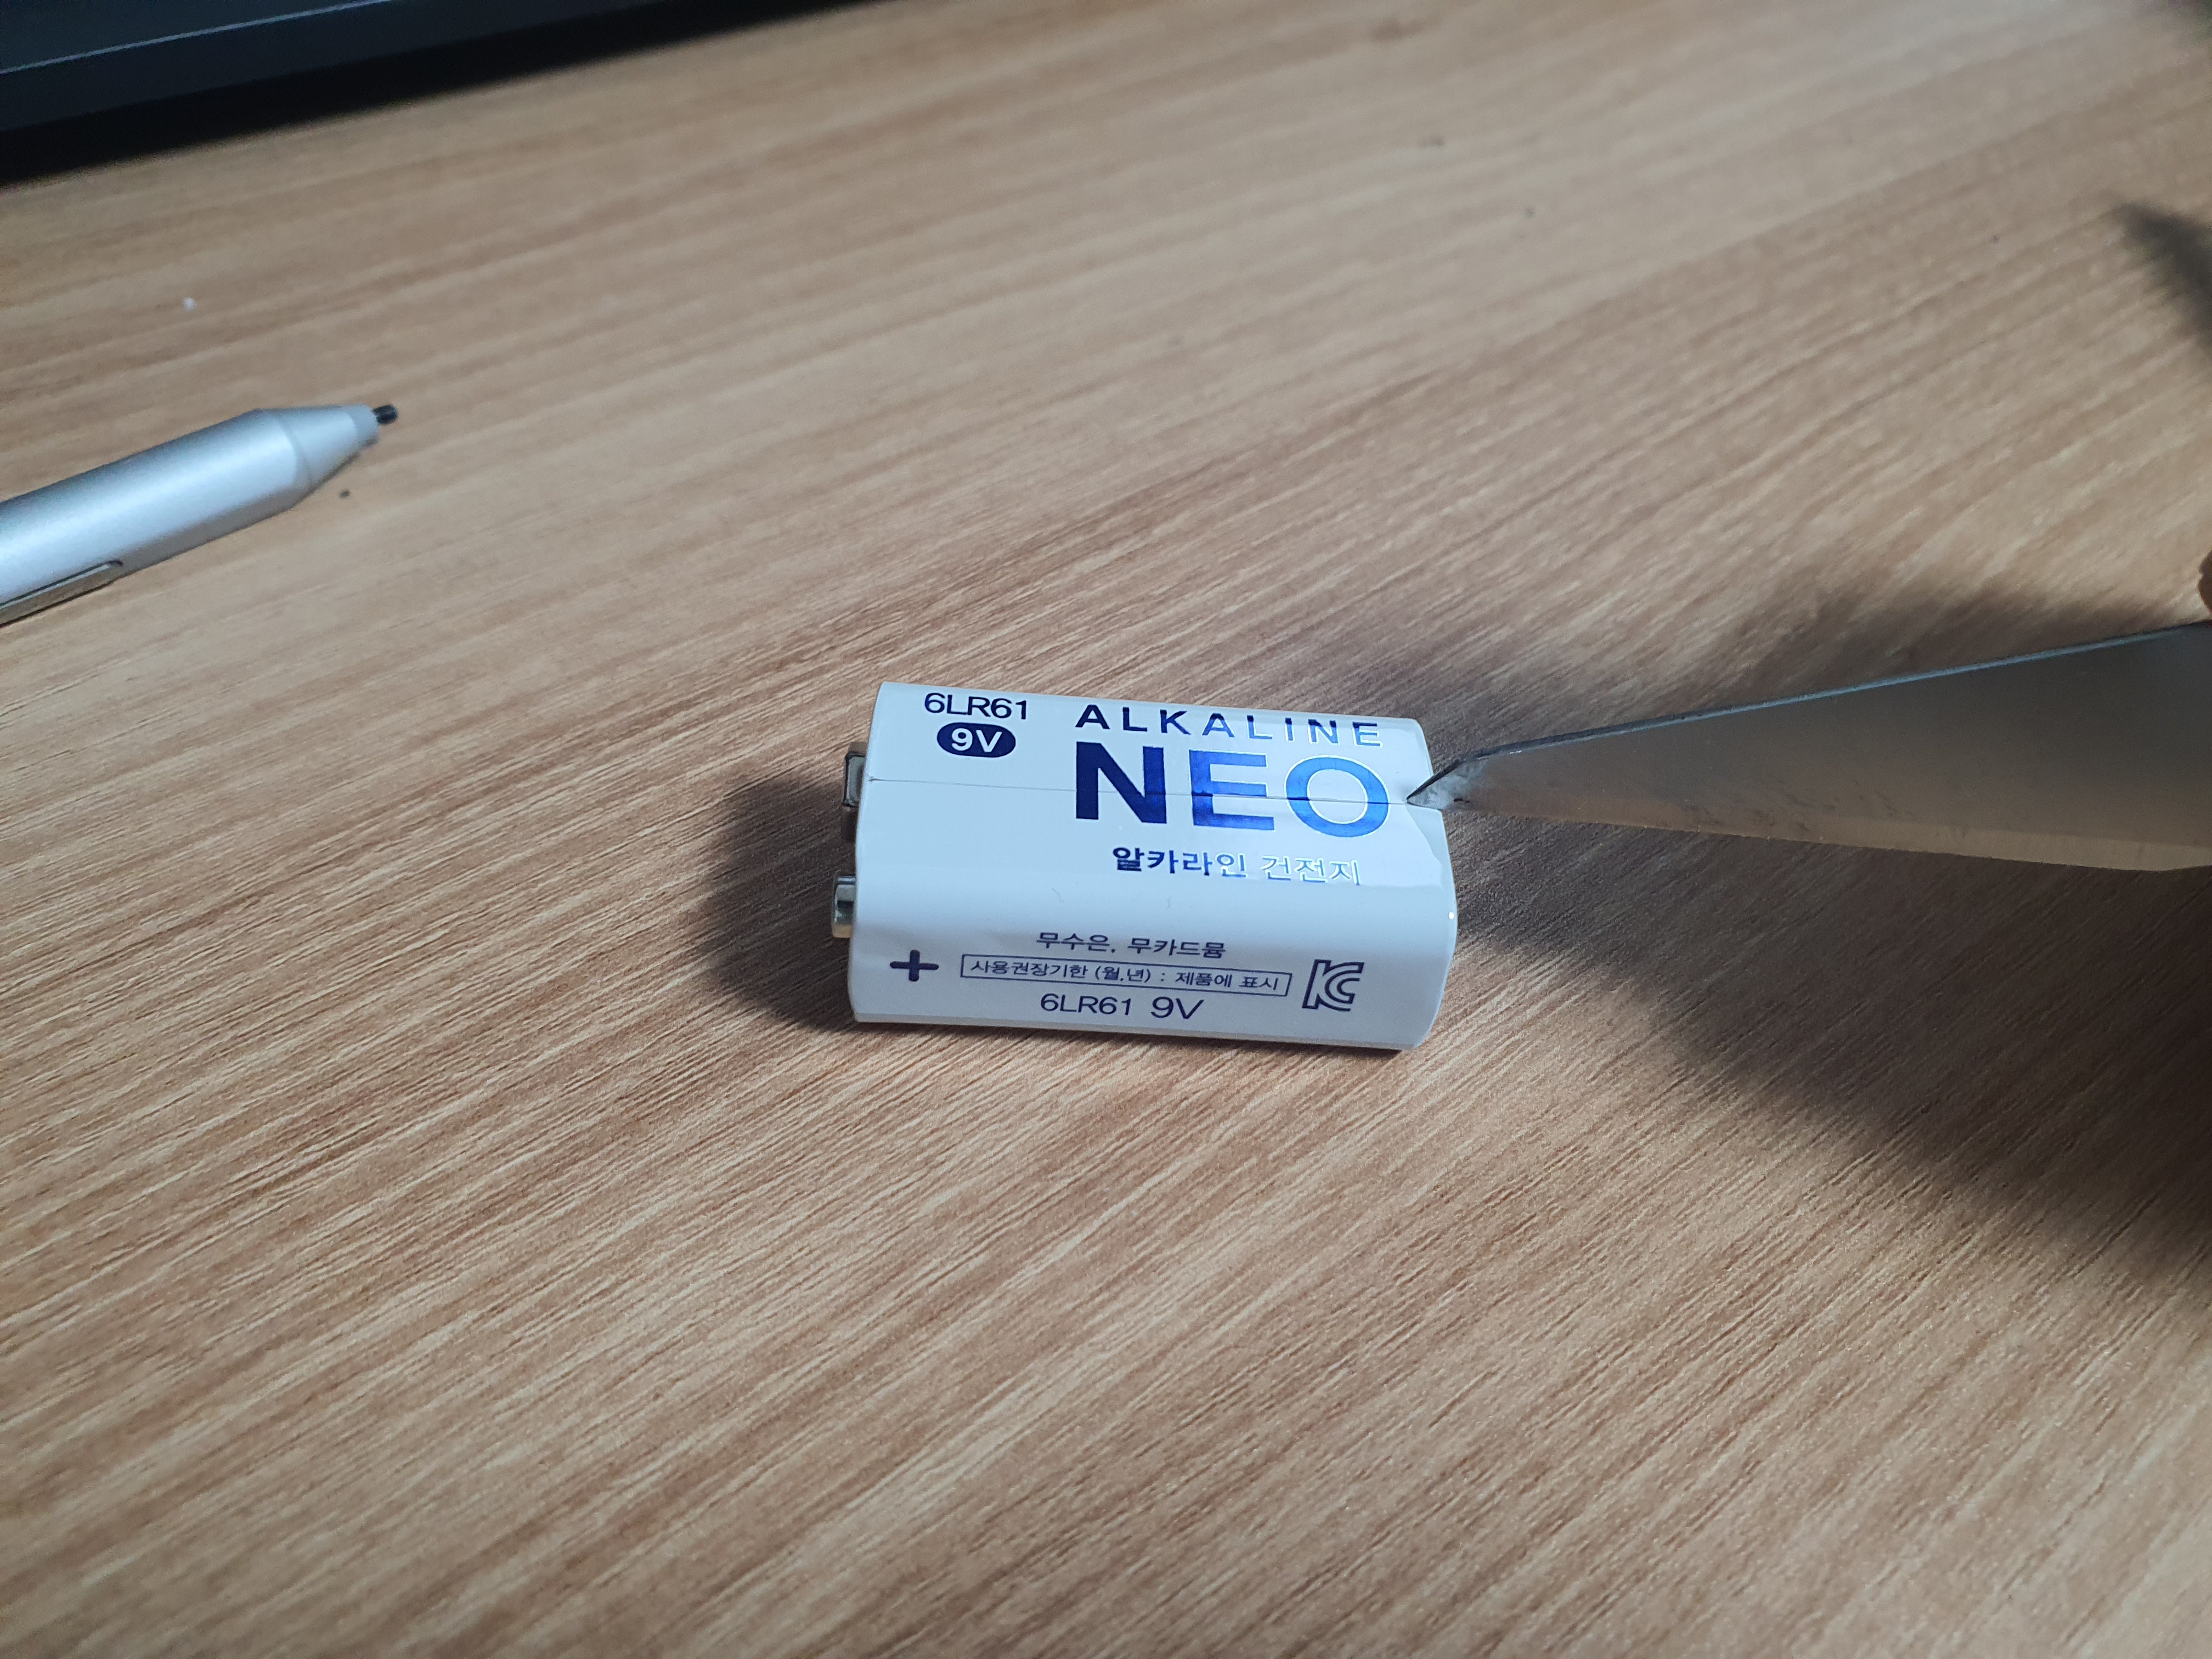 6LR61
9V
ALKALINE
NEO
알카라인 건전지
무수은, 무카드뮴
+ 사용권장기한 (월,년) : 제품에 표시
6LR61 9V
KC